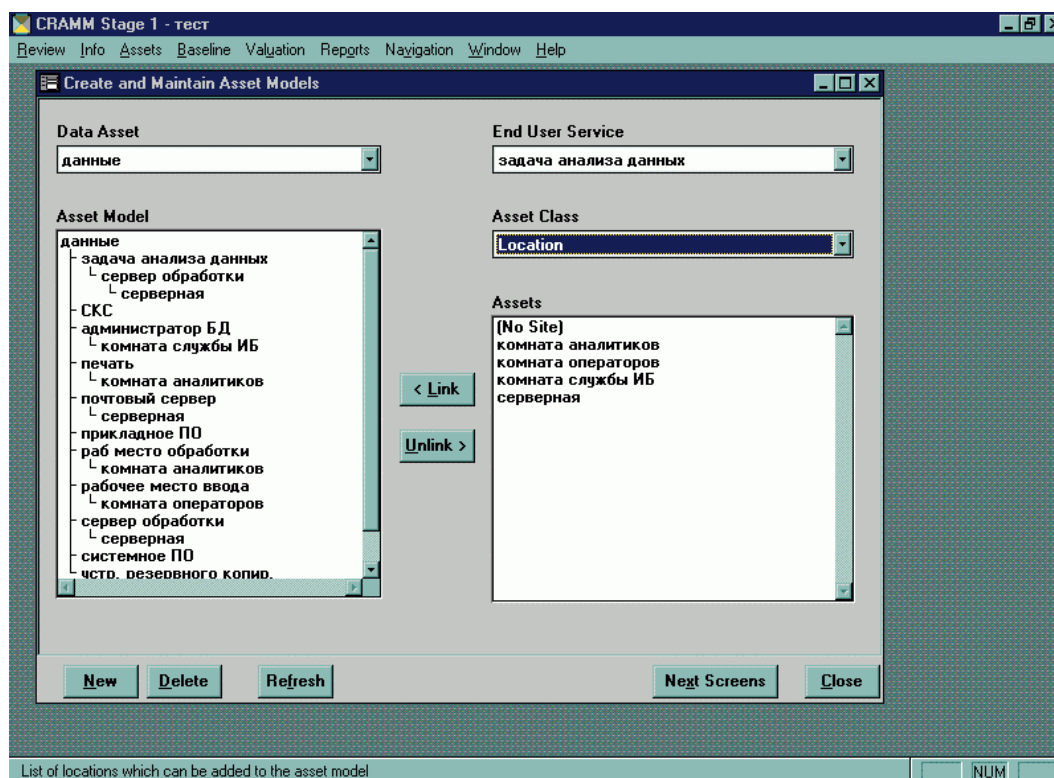 CRAMM Stage 1 - тест
Review Info Assets Baseline Valuation Reports Navigation Window Help
Create and Maintain Asset Models
Data Asset
данные
End User Service
задача анализа данных
Asset Model
данные
задача анализа данных
сервер обработки
серверная
СКС
администратор БД
комната службы ИБ
печать
комната аналитиков
почтовый сервер
серверная
прикладное ПО
раб место обработки
комната аналитиков
рабочее место ввода
комната операторов
сервер обработки
серверная
системное ПО
устр. резервного копир.
< Link
Unlink >
Asset Class
Location
Assets
(No Site)
комната аналитиков
комната операторов
комната службы ИБ
серверная
New Delete Refresh Next Screens Close
List of locations which can be added to the asset model
NUM